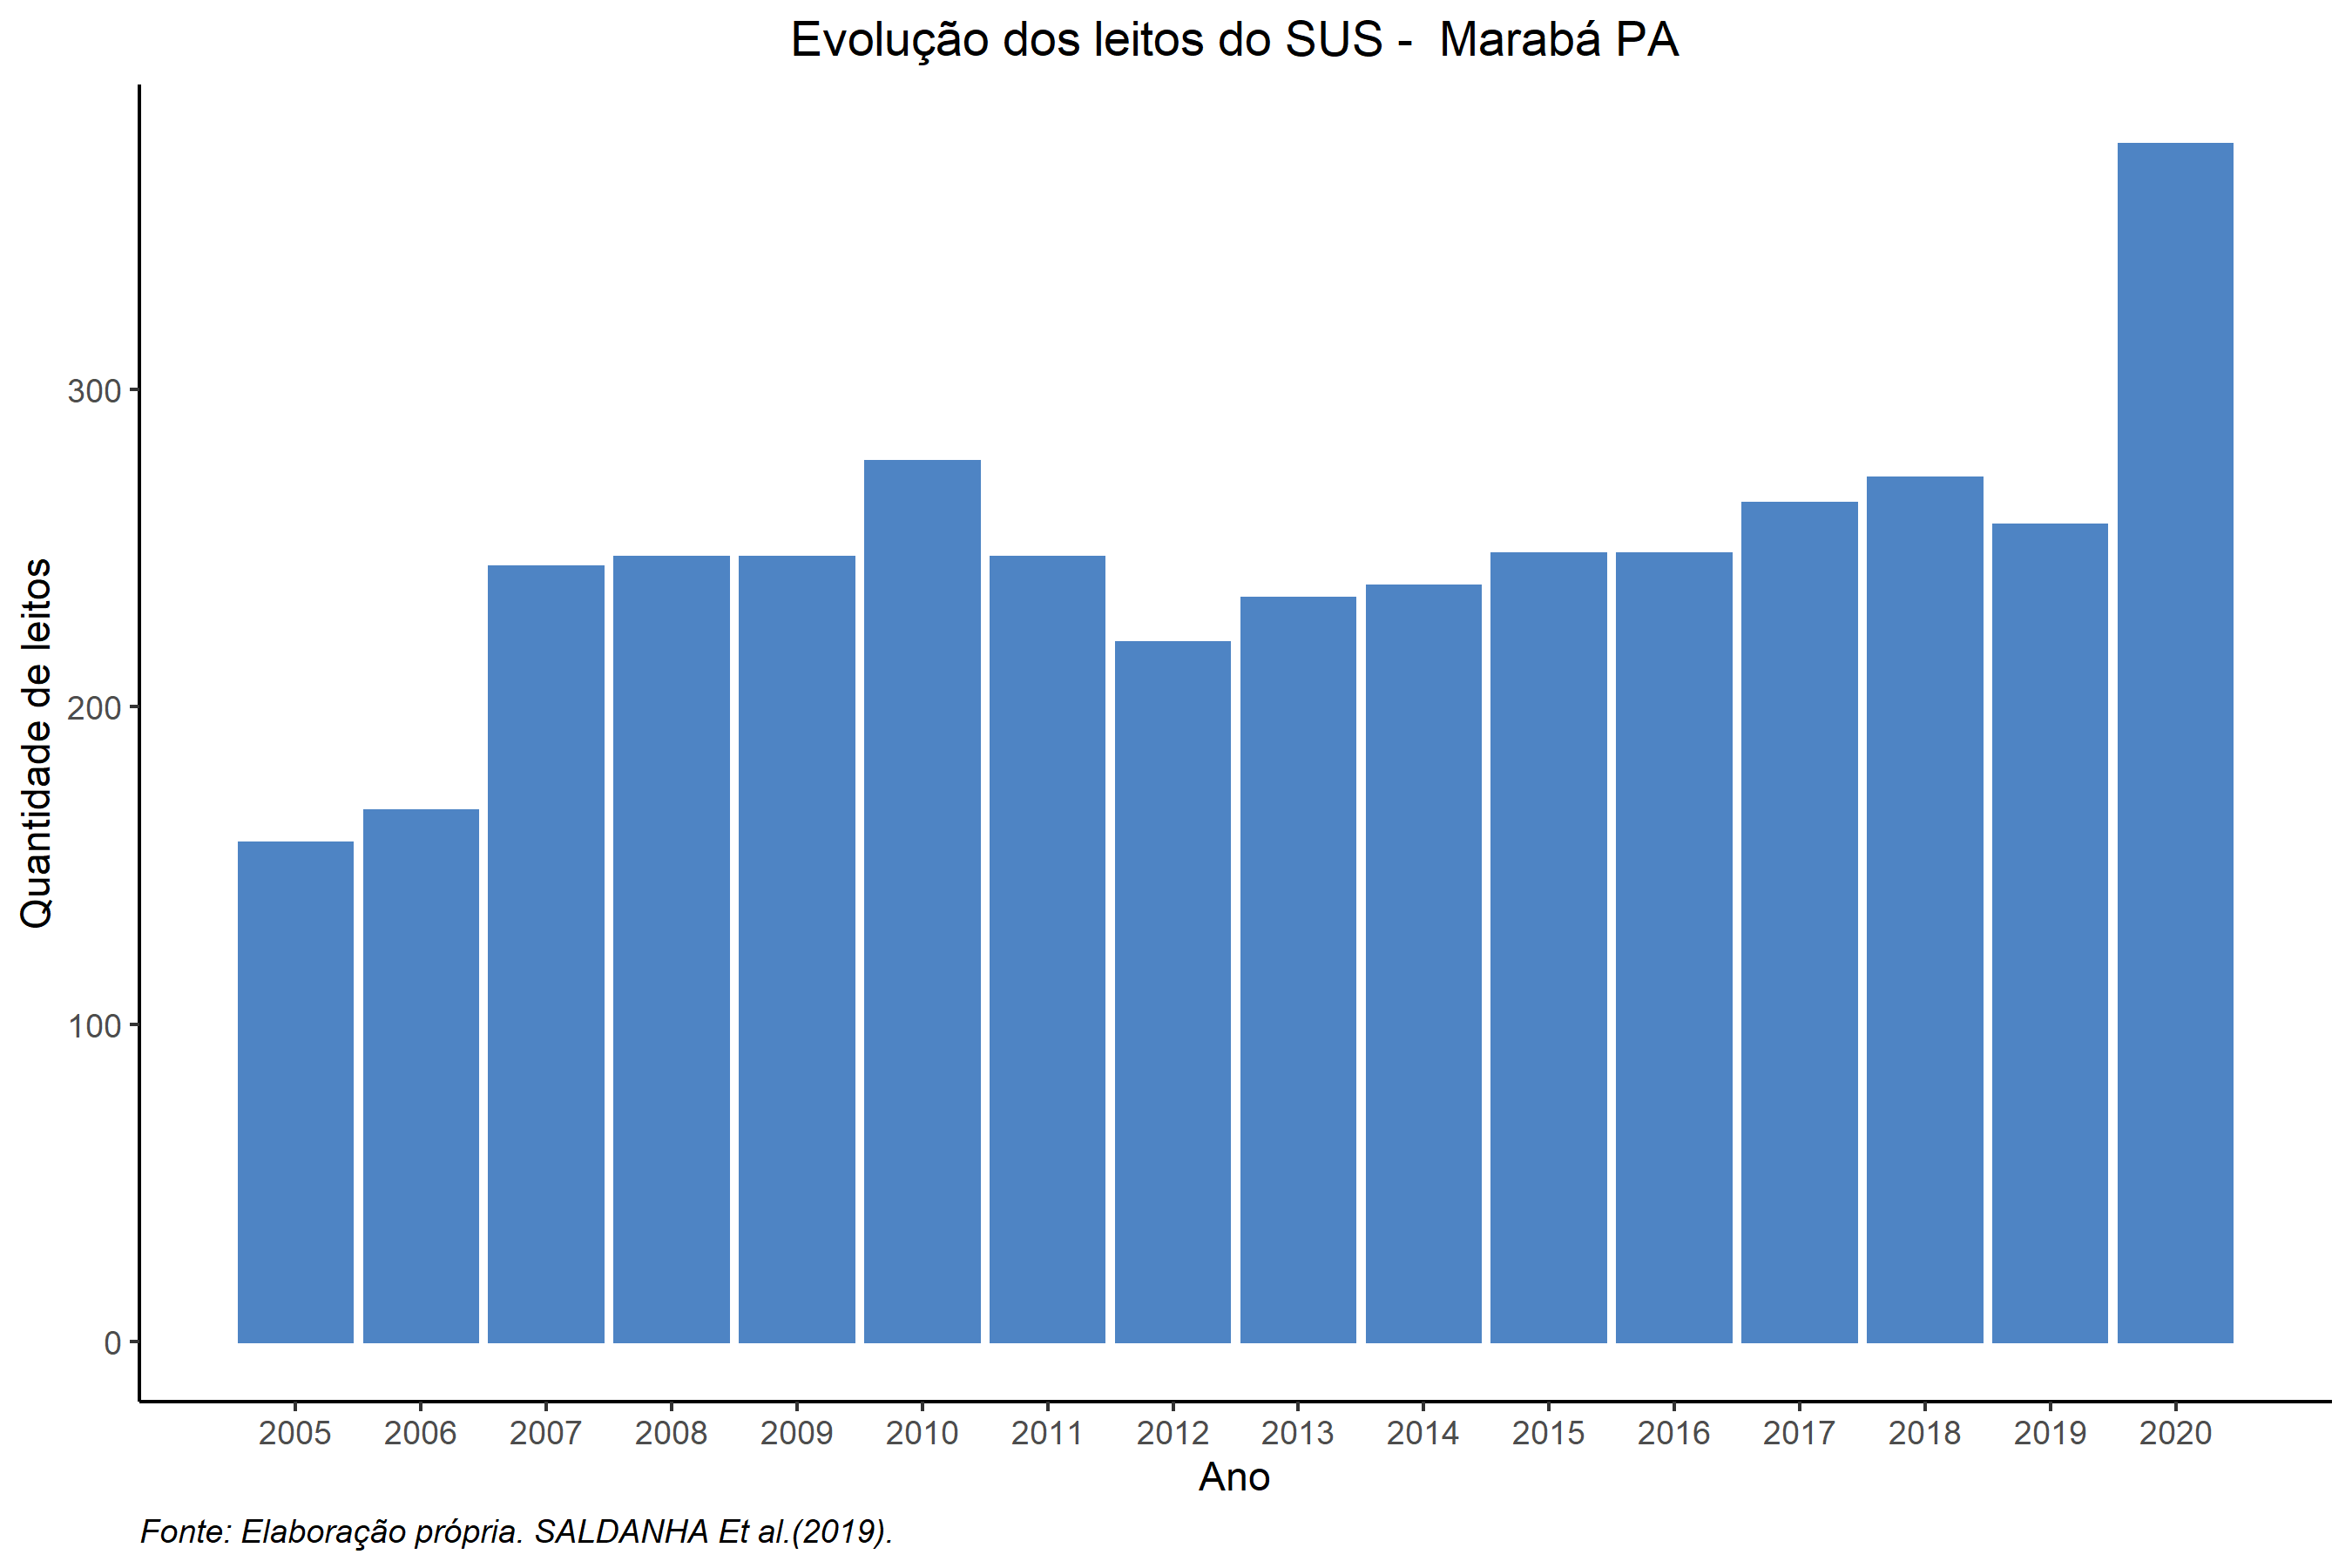 Evolução dos leitos do SUS -  Marabá PA
Quantidade de leitos
300
200
100
0
2005 2006 2007 2008 2009 2010 2011 2012 2013 2014 2015 2016 2017 2018 2019 2020
Ano
Fonte: Elaboração própria. SALDANHA Et al.(2019).